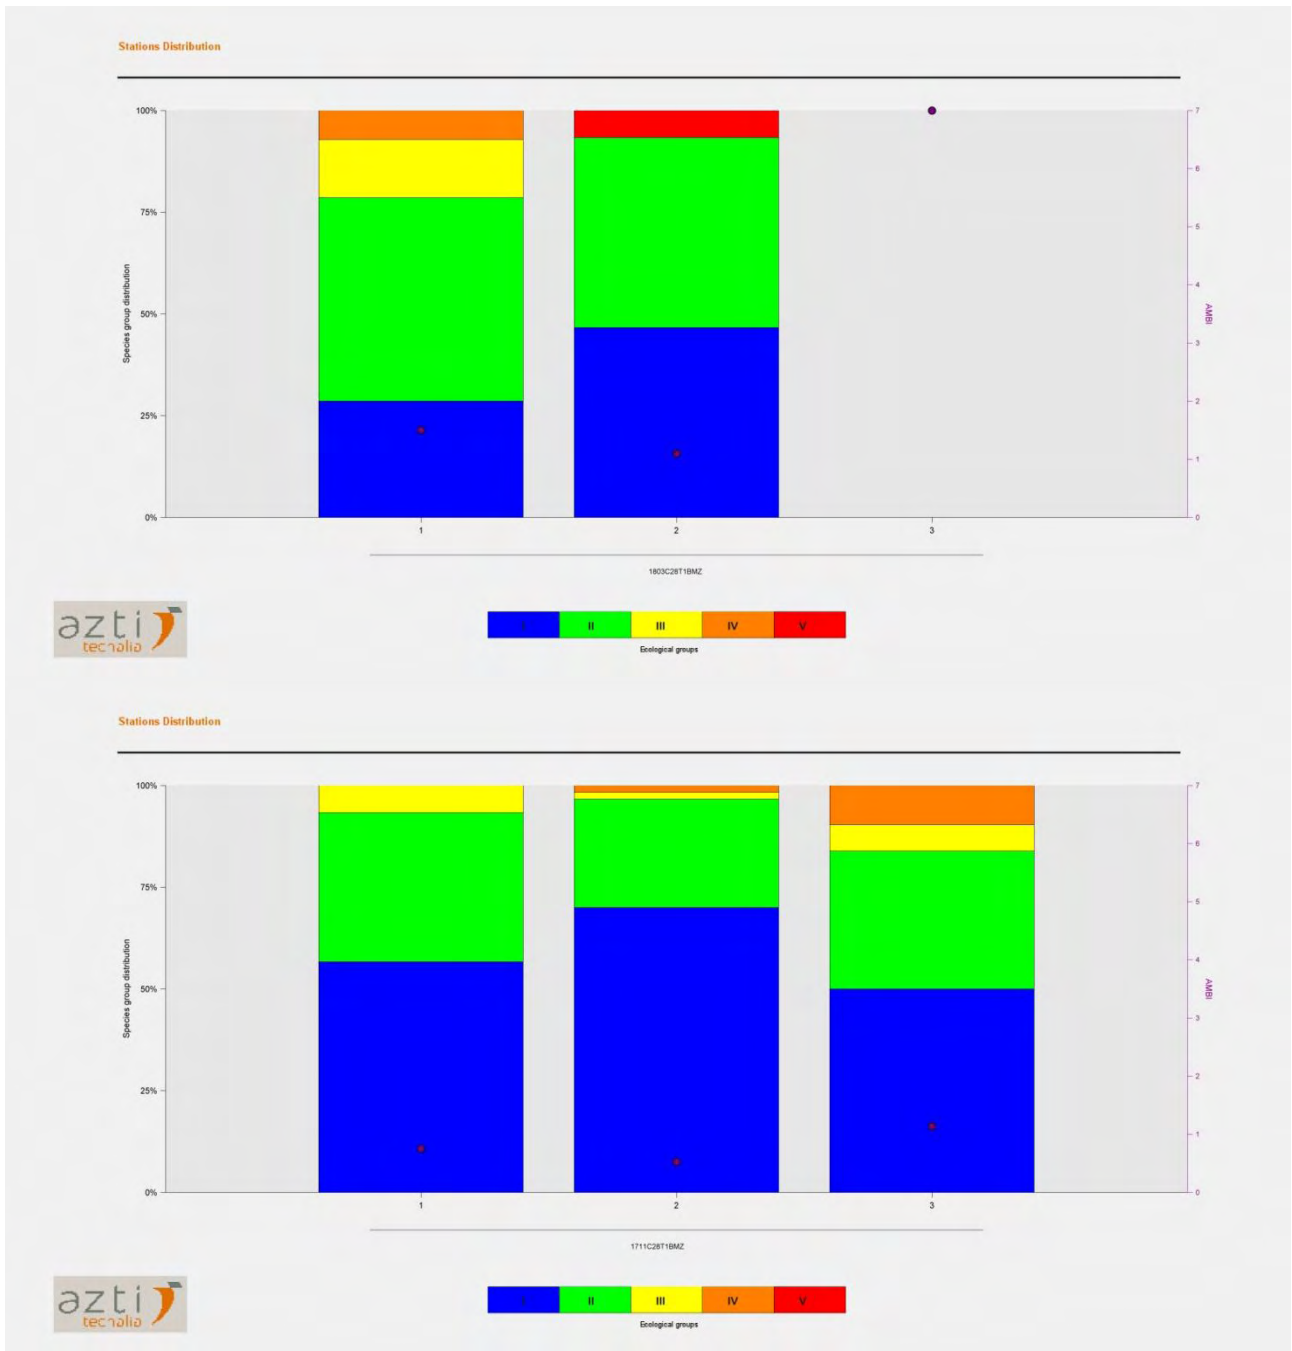 Stations Distribution
100%
75%
50%
25%
0%
Species group distribution
7
6
5
4
3
2
1
0
AMBI
1 2 3
1803C28T1BMZ
azti
tecnalia
I II III IV V
Ecological groups
Stations Distribution
100%
75%
50%
25%
0%
Species group distribution
7
6
5
4
3
2
1
0
AMBI
1 2 3
1711C28T1BMZ
azti
tecnalia
I II III IV V
Ecological groups